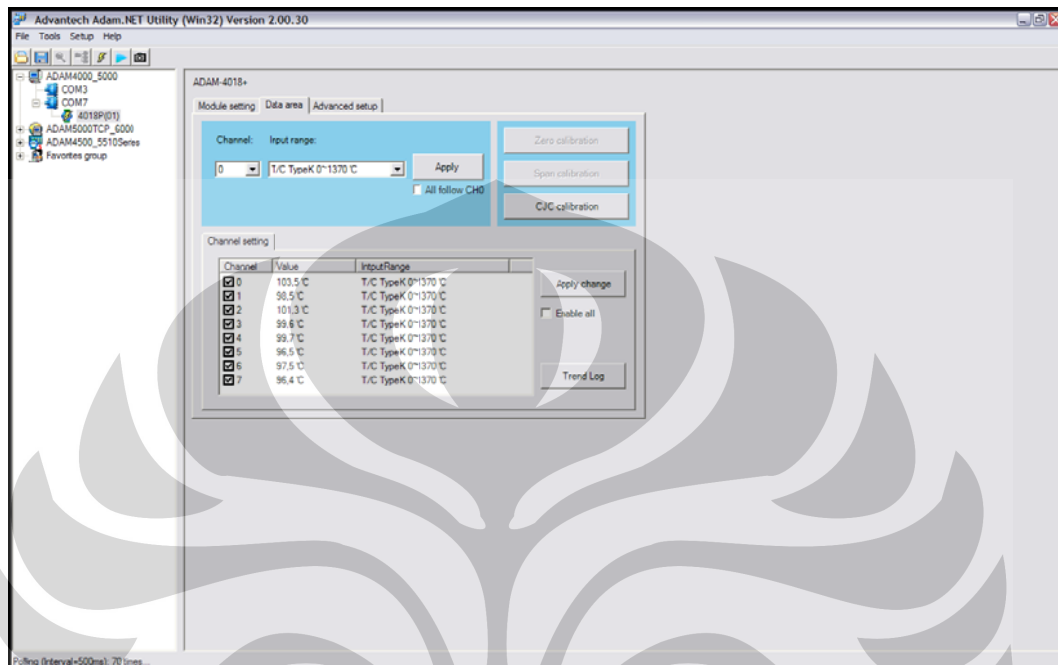 Advantech Adam.NET Utility (Win32) Version 2.00.30
File Tools Setup Help
ADAM4000_5000
COM3
COM7
4018P(01)
ADAM5000TCP_6000
ADAM4500_5510Series
Favorites group
ADAM-4018+
Module setting Data area Advanced setup
Channel: Input range:
0 T/C TypeK 0~1370 °C Apply
All follow CH0
Zero calibration
Span calibration
CJC calibration
Channel setting
Channel Value IntputRange
0 103,5 °C T/C TypeK 0~1370 °C
1 98,5 °C T/C TypeK 0~1370 °C
2 101,3 °C T/C TypeK 0~1370 °C
3 99,6 °C T/C TypeK 0~1370 °C
4 99,7 °C T/C TypeK 0~1370 °C
5 96,5 °C T/C TypeK 0~1370 °C
6 97,5 °C T/C TypeK 0~1370 °C
7 96,4 °C T/C TypeK 0~1370 °C
Apply change
Enable all
Trend Log
Polling (Interval=500ms): 70 times...